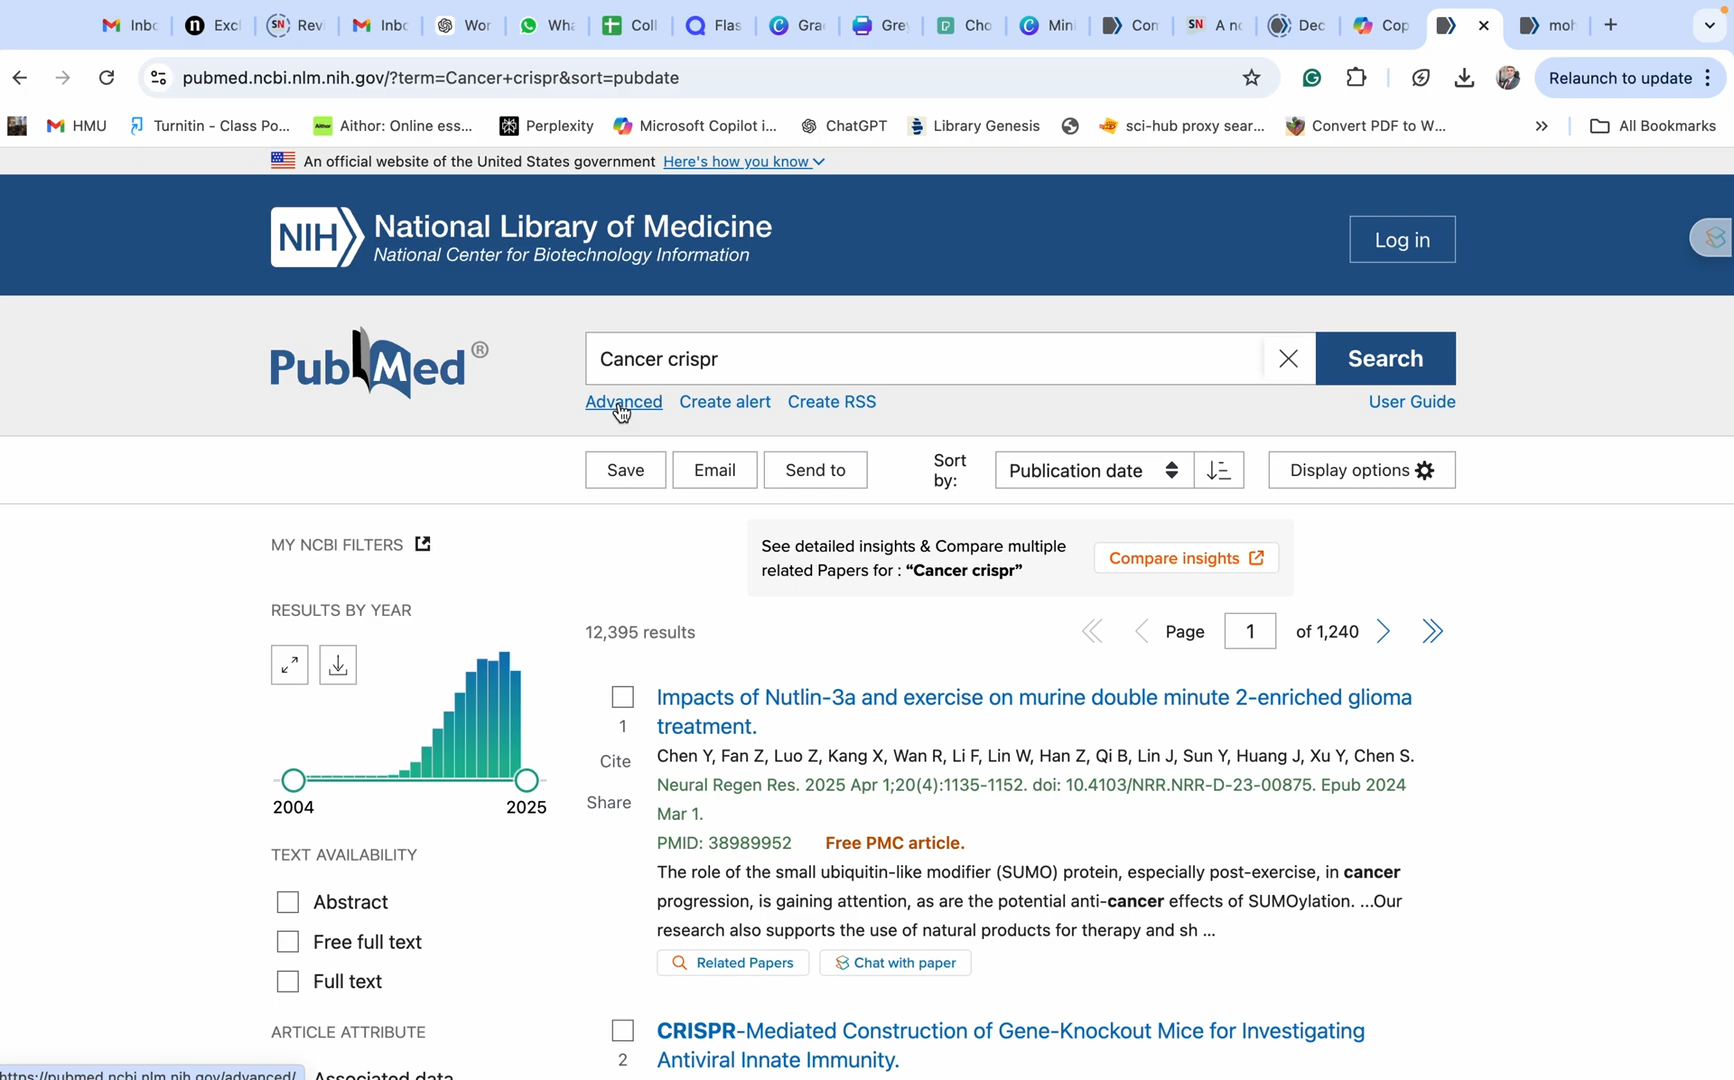 Inbo
Excl
SN
Rev
Inbo
Wor
Wha
Coll
Flas
Grad
Grey
Cho
Mini
Con
SN
A no
Dec
Cop
moh
pubmed.ncbi.nlm.nih.gov/?term=Cancer+crispr&sort=pubdate
Relaunch to update
HMU
Turnitin - Class Po...
Aithor: Online ess...
Perplexity
Microsoft Copilot i...
ChatGPT
Library Genesis
sci-hub proxy sear...
Convert PDF to W...
All Bookmarks
An official website of the United States government Here's how you know
NIH
National Library of Medicine
National Center for Biotechnology Information
Log in
PubMed®
Cancer crispr
Search
Advanced
Create alert
Create RSS
User Guide
Save
Email
Send to
Sort
by:
Publication date
Display options
MY NCBI FILTERS
See detailed insights & Compare multiple
related Papers for : “Cancer crispr”
Compare insights
RESULTS BY YEAR
12,395 results
Page 1 of 1,240
2004
2025
Impacts of Nutlin-3a and exercise on murine double minute 2-enriched glioma
treatment.
1
Cite
Share
Chen Y, Fan Z, Luo Z, Kang X, Wan R, Li F, Lin W, Han Z, Qi B, Lin J, Sun Y, Huang J, Xu Y, Chen S.
Neural Regen Res. 2025 Apr 1;20(4):1135-1152. doi: 10.4103/NRR.NRR-D-23-00875. Epub 2024
Mar 1.
PMID: 38989952 Free PMC article.
The role of the small ubiquitin-like modifier (SUMO) protein, especially post-exercise, in cancer
progression, is gaining attention, as are the potential anti-cancer effects of SUMOylation. ...Our
research also supports the use of natural products for therapy and sh ...
Related Papers
Chat with paper
TEXT AVAILABILITY
Abstract
Free full text
Full text
ARTICLE ATTRIBUTE
Associated data
CRISPR-Mediated Construction of Gene-Knockout Mice for Investigating
Antiviral Innate Immunity.
2
https://pubmed.ncbi.nlm.nih.gov/advanced/